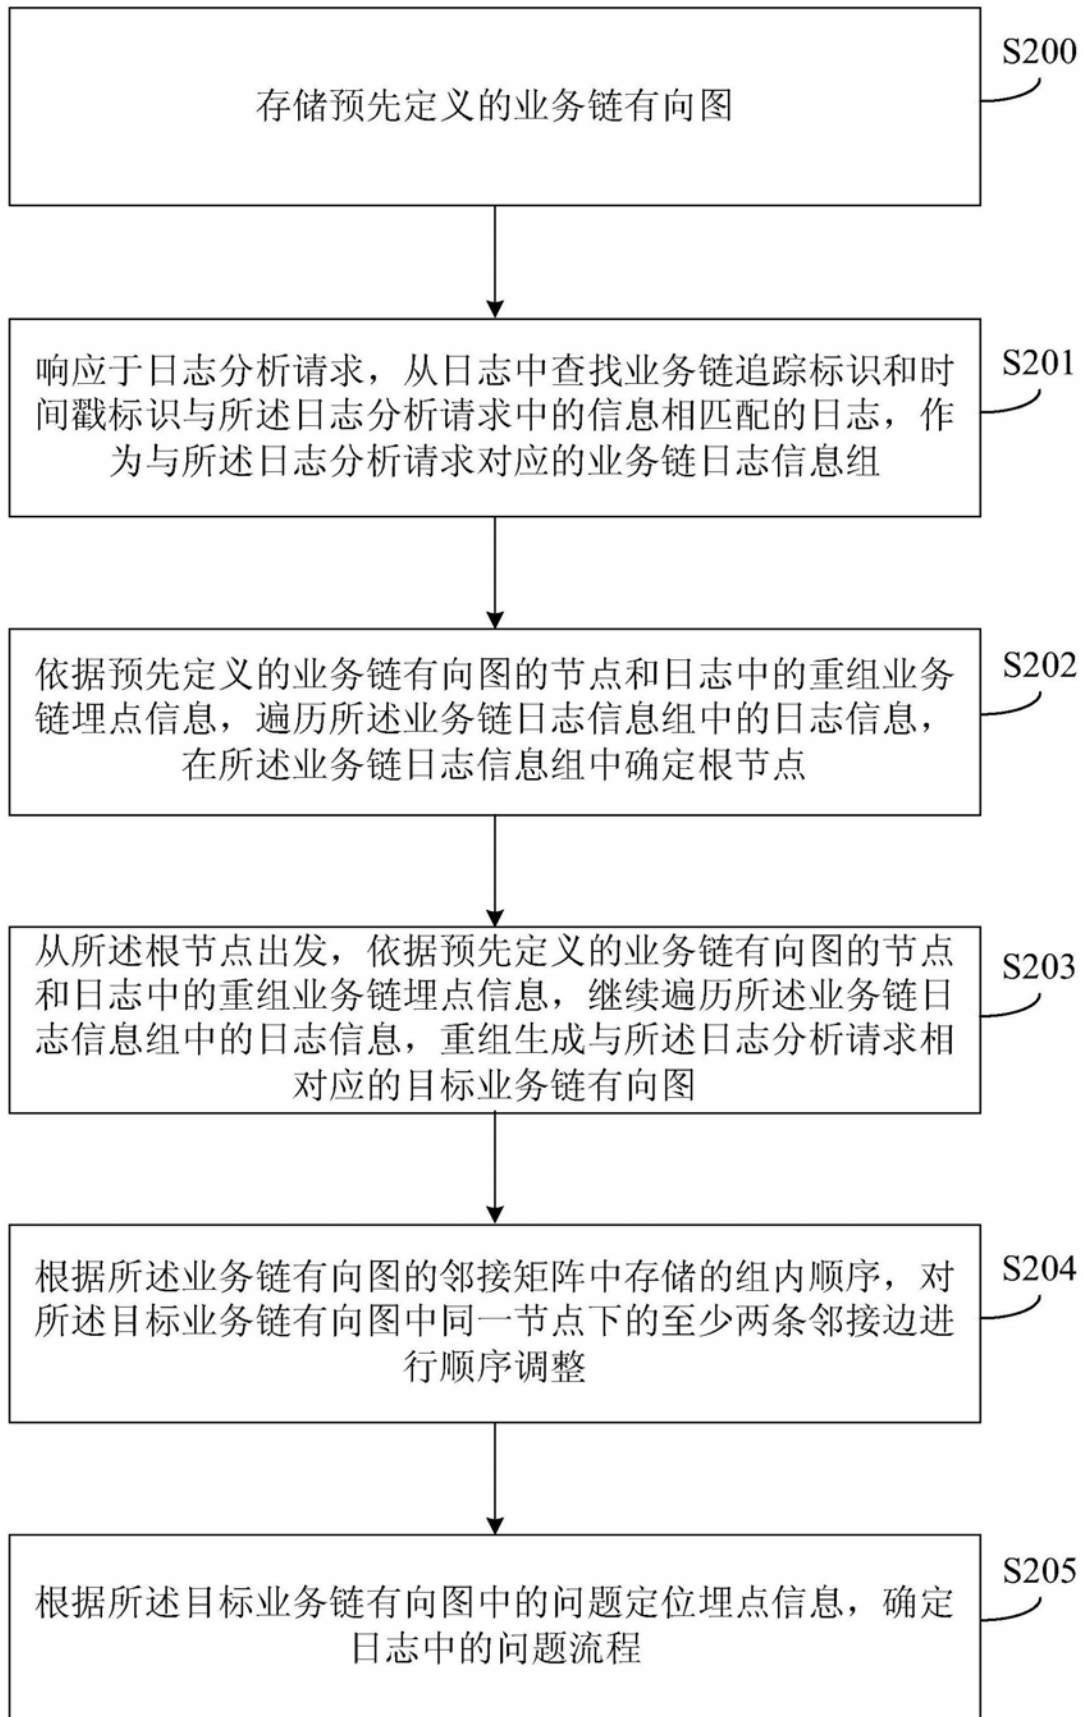 S200
存储预先定义的业务链有向图
S201
响应于日志分析请求，从日志中查找业务链追踪标识和时
间戳标识与所述日志分析请求中的信息相匹配的日志，作
为与所述日志分析请求对应的业务链日志信息组
S202
依据预先定义的业务链有向图的节点和日志中的重组业务
链埋点信息，遍历所述业务链日志信息组中的日志信息，
在所述业务链日志信息组中确定根节点
S203
从所述根节点出发，依据预先定义的业务链有向图的节点
和日志中的重组业务链埋点信息，继续遍历所述业务链日
志信息组中的日志信息，重组生成与所述日志分析请求相
对应的目标业务链有向图
S204
根据所述业务链有向图的邻接矩阵中存储的组内顺序，对
所述目标业务链有向图中同一节点下的至少两条邻接边进
行顺序调整
S205
根据所述目标业务链有向图中的问题定位埋点信息，确定
日志中的问题流程